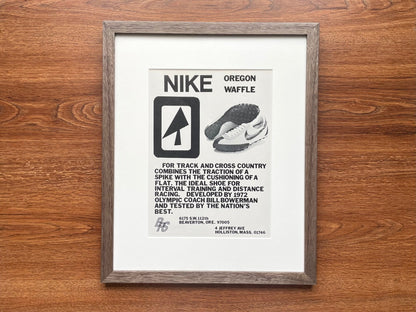 NIKE
OREGON
WAFFLE
FOR TRACK AND CROSS COUNTRY
COMBINES THE TRACTION OF A
SPIKE WITH THE CUSHIONING OF A
FLAT. THE IDEAL SHOE FOR
INTERVAL TRAINING AND DISTANCE
RACING. DEVELOPED BY 1972
OLYMPIC COACH BILL BOWERMAN
AND TESTED BY THE NATION'S
BEST.
6175 S.W. 112th
BEAVERTON, ORE. 97005
4 JEFFREY AVE
HOLLISTON, MASS. 01746